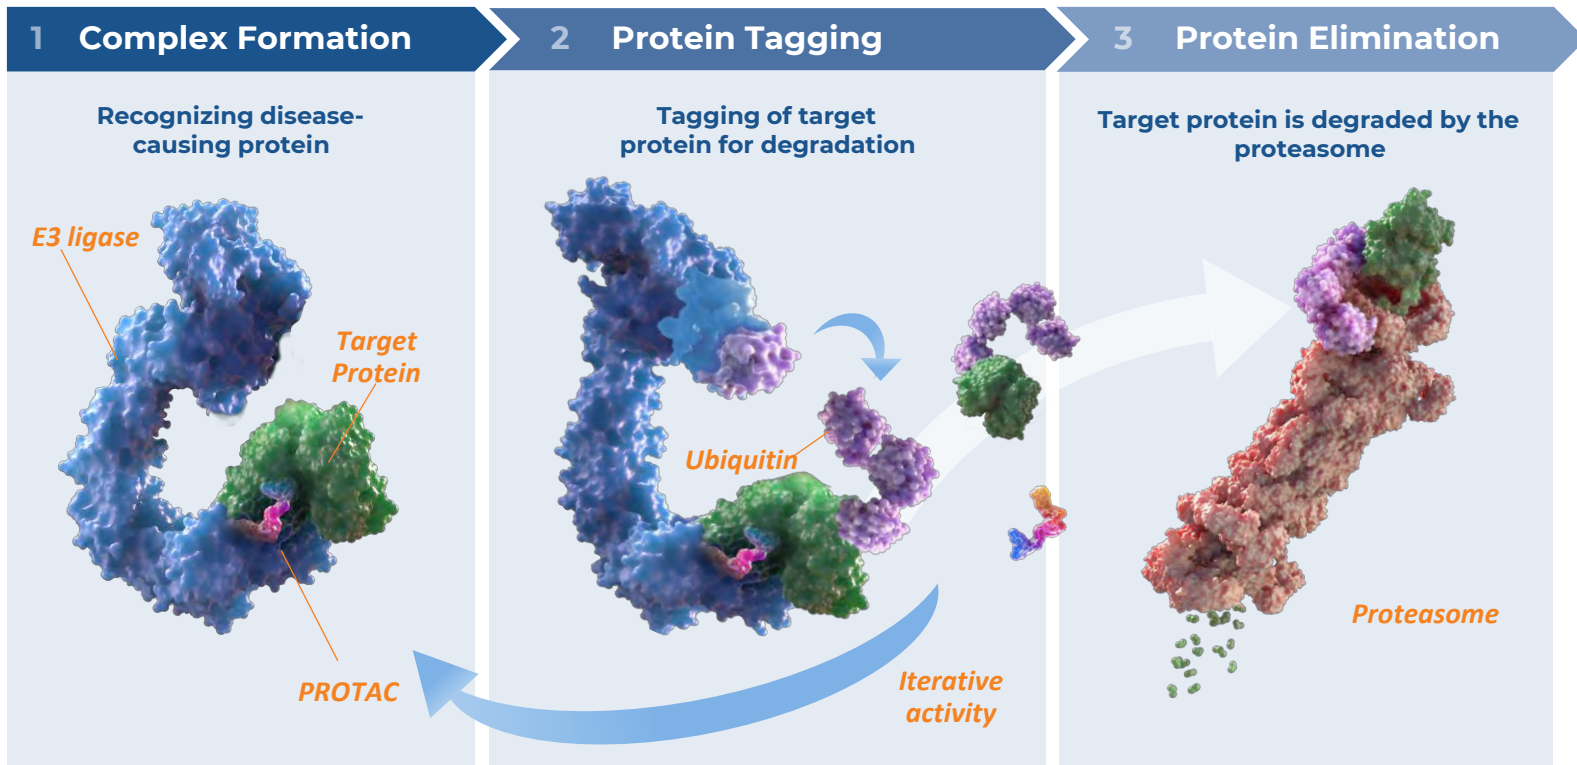 1 Complex Formation
2 Protein Tagging
3 Protein Elimination
Recognizing disease-
causing protein
Tagging of target
protein for degradation
Target protein is degraded by the
proteasome
E3 ligase
Target
Protein
PROTAC
Ubiquitin
Iterative
activity
Proteasome